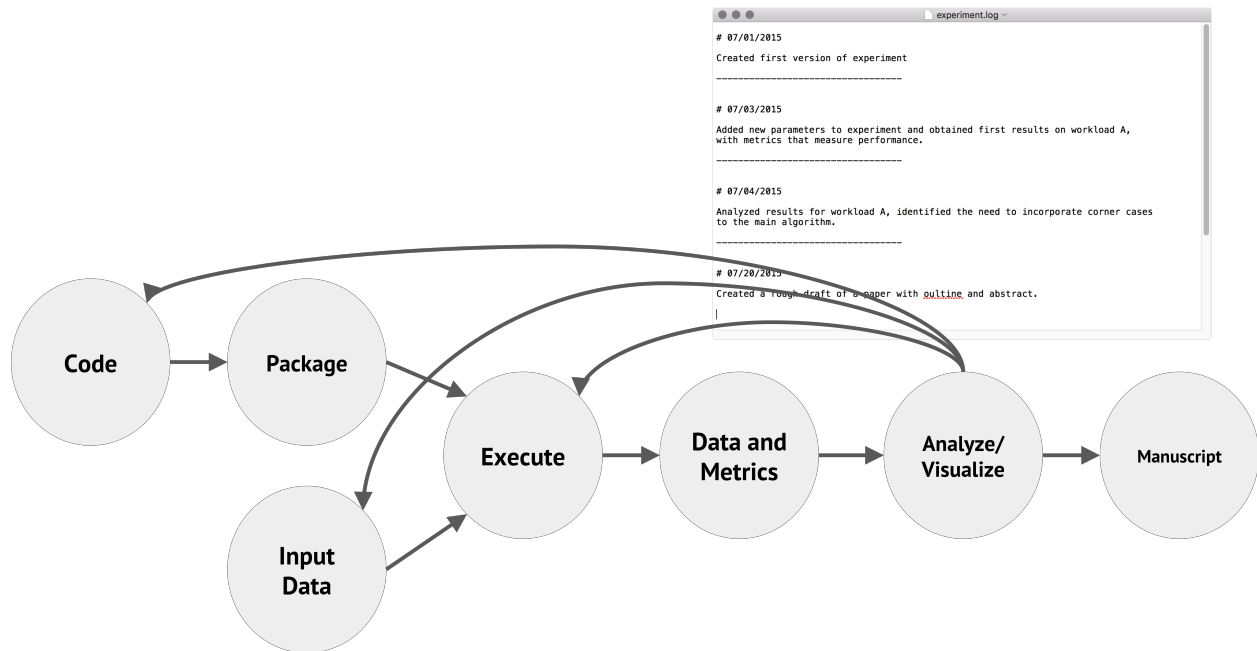 experiment.log
# 07/01/2015
Created first version of experiment
----------------------------------
# 07/03/2015
Added new parameters to experiment and obtained first results on workload A,
with metrics that measure performance.
----------------------------------
# 07/04/2015
Analyzed results for workload A, identified the need to incorporate corner cases
to the main algorithm.
----------------------------------
# 07/20/2015
Created a rough draft of a paper with oultine and abstract.
Code
Package
Input
Data
Execute
Data and
Metrics
Analyze/
Visualize
Manuscript